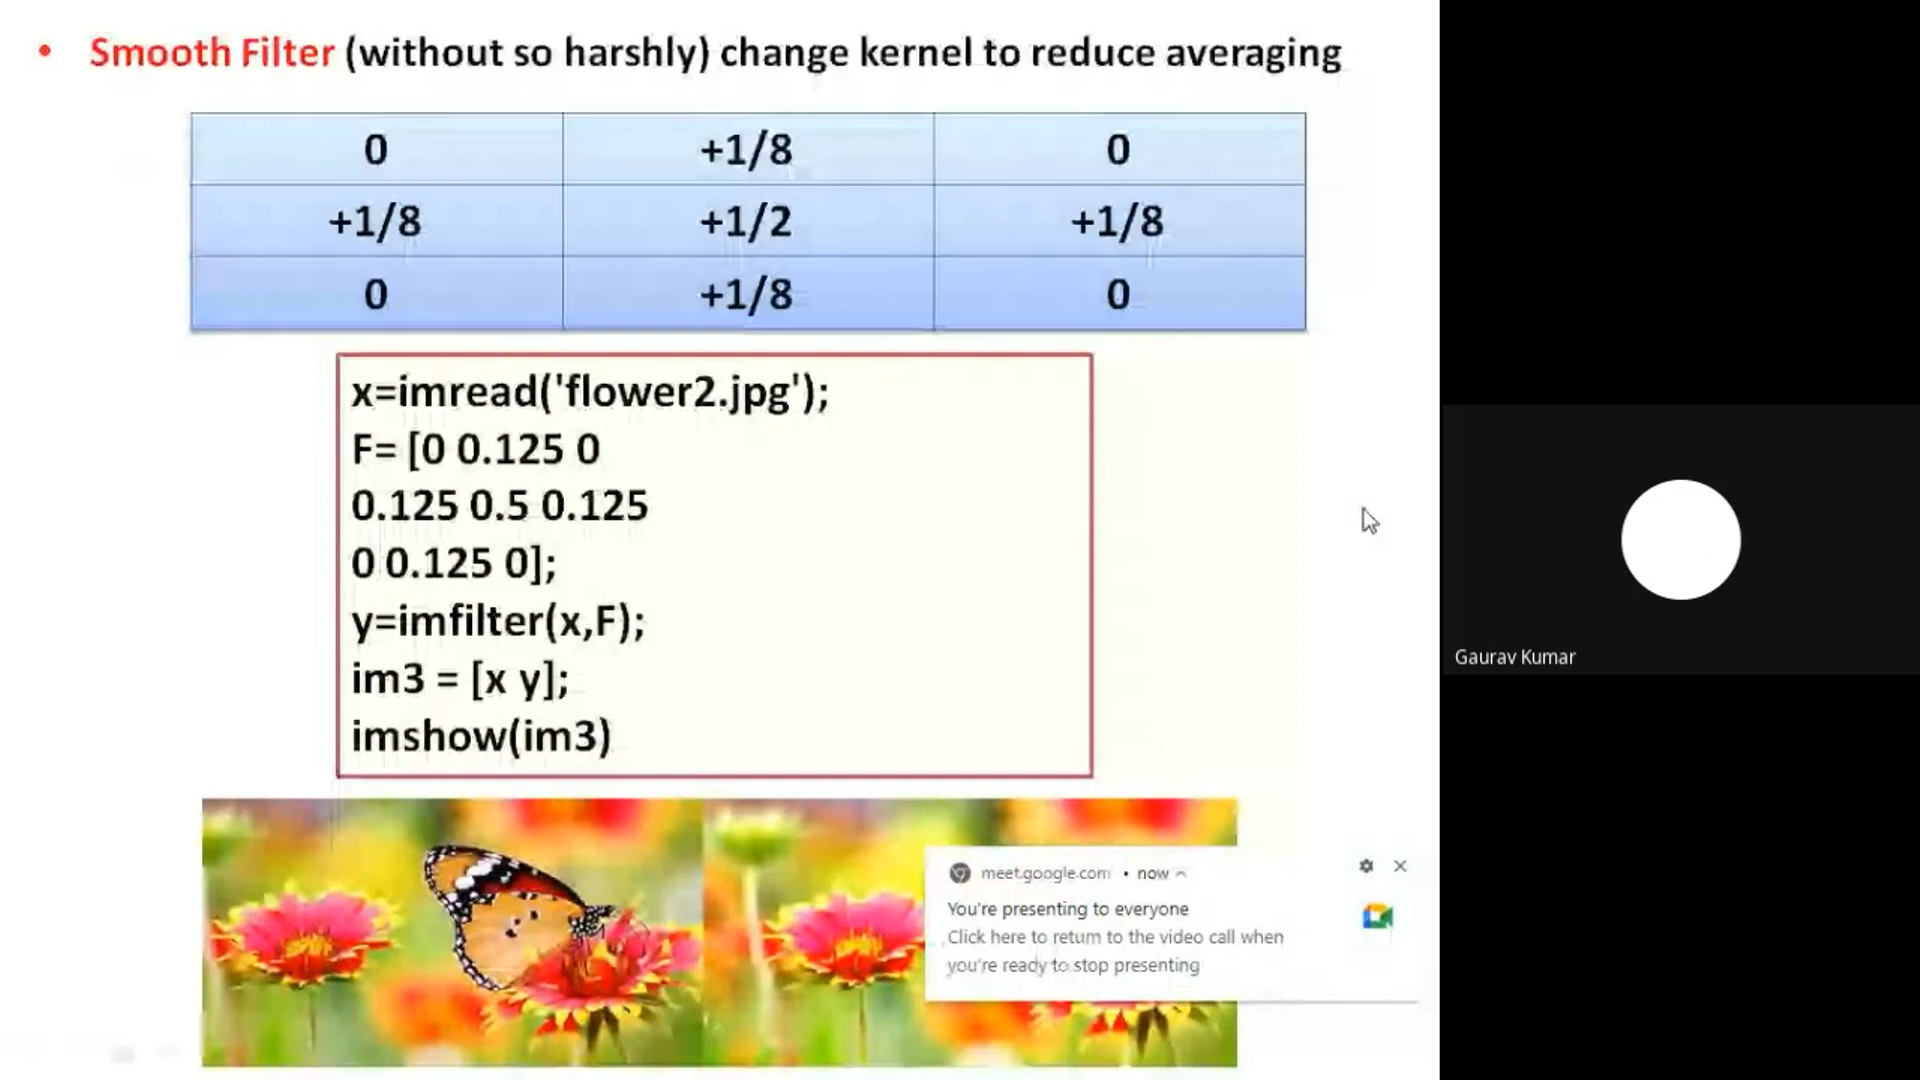 • Smooth Filter (without so harshly) change kernel to reduce averaging
0 +1/8 0
+1/8 +1/2 +1/8
0 +1/8 0
x=imread('flower2.jpg');
F= [0 0.125 0
0.125 0.5 0.125
0 0.125 0];
y=imfilter(x,F);
im3 = [x y];
imshow(im3)
meet.google.com • now
You're presenting to everyone
Click here to return to the video call when
you're ready to stop presenting
Gaurav Kumar